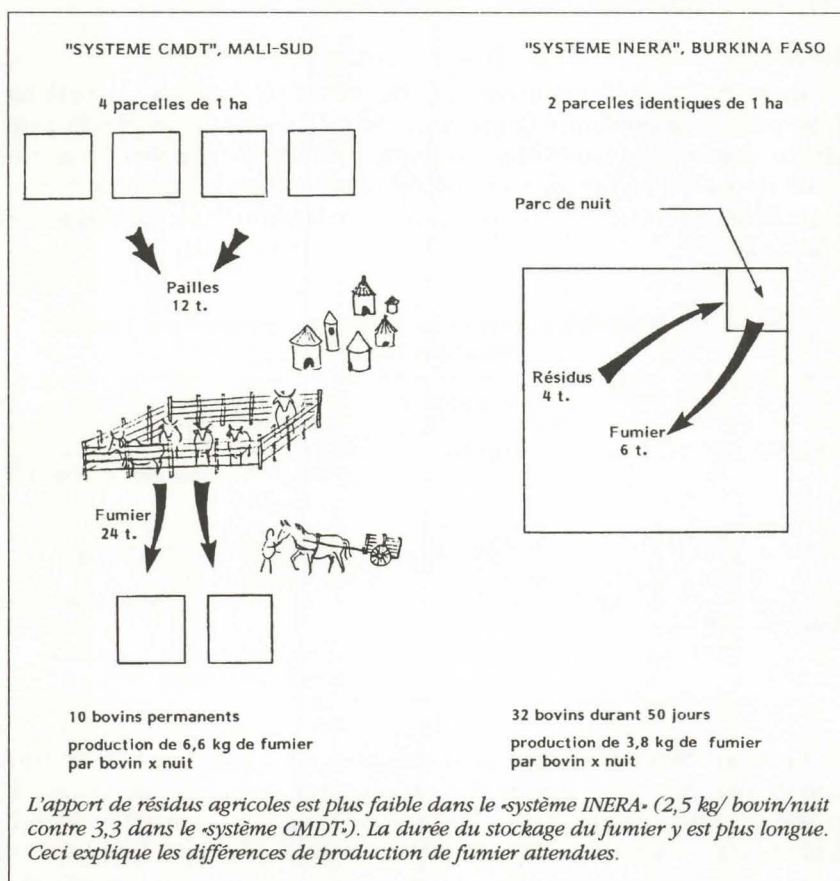 "SYSTEME CMDT", MALI-SUD
4 parcelles de 1 ha
Pailles
12 t.
Fumier
24 t.
10 bovins permanents
production de 6,6 kg de fumier
par bovin x nuit
"SYSTEME INERA", BURKINA FASO
2 parcelles identiques de 1 ha
Parc de nuit
Résidus
4 t.
Fumier
6 t.
32 bovins durant 50 jours
production de 3,8 kg de fumier
par bovin x nuit
L'apport de résidus agricoles est plus faible dans le «système INERA» (2,5 kg/ bovin/nuit
contre 3,3 dans le «système CMDT»). La durée du stockage du fumier y est plus longue.
Ceci explique les différences de production de fumier attendues.